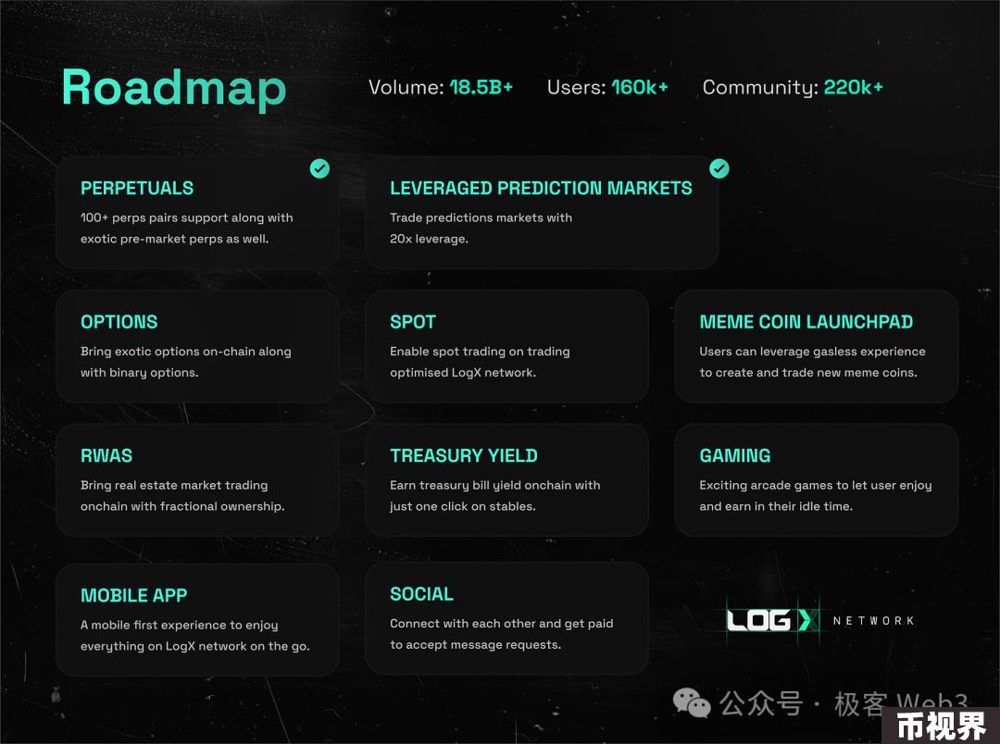 Roadmap
Volume: 18.5B+ Users: 160k+ Community: 220k+
PERPETUALS
100+ perps pairs support along with
exotic pre-market perps as well.
LEVERAGED PREDICTION MARKETS
Trade predictions markets with
20x leverage.
OPTIONS
Bring exotic options on-chain along
with binary options.
SPOT
Enable spot trading on trading
optimised LogX network.
MEME COIN LAUNCHPAD
Users can leverage gasless experience
to create and trade new meme coins.
RWAS
Bring real estate market trading
onchain with fractional ownership.
TREASURY YIELD
Earn treasury bill yield onchain with
just one click on stables.
GAMING
Exciting arcade games to let user enjoy
and earn in their idle time.
MOBILE APP
A mobile first experience to enjoy
everything on LogX network on the go.
SOCIAL
Connect with each other and get paid
to accept message requests.
LOGX NETWORK
公众号 · 极客 Web3
币视界